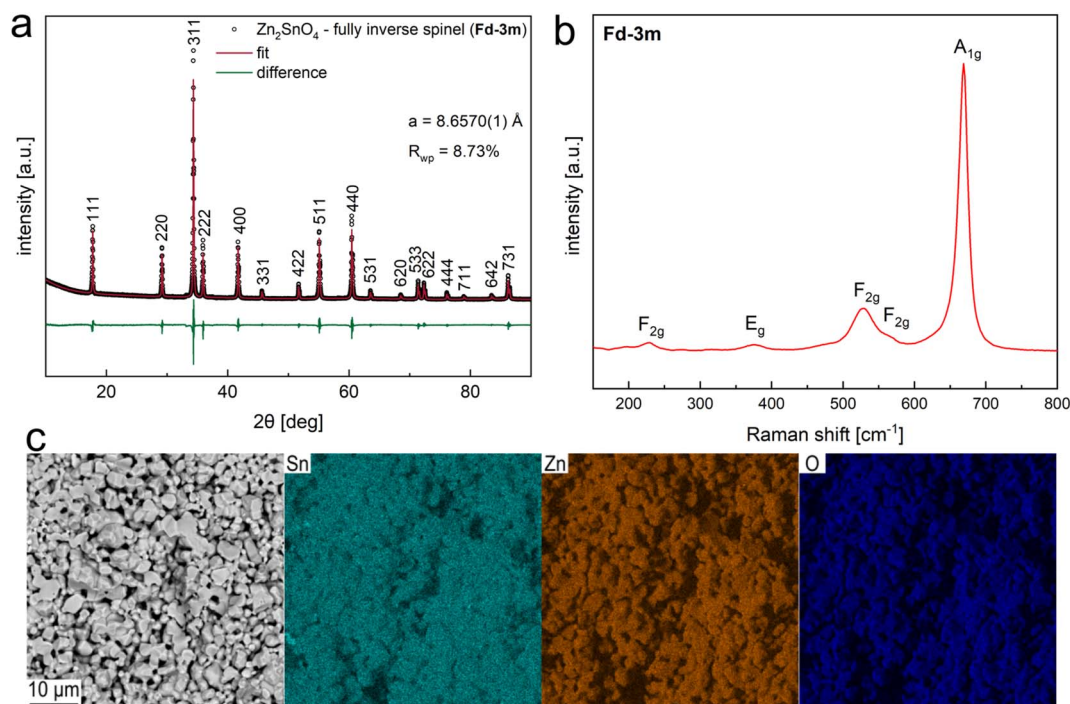 a
Zn₂SnO₄ - fully inverse spinel (Fd-3m)
fit
difference
a = 8.6570(1) Å
R_wp = 8.73%
111
220
311
222
400
331
422
511
440
531
620
533
622
444
711
642
731
intensity [a.u.]
20
40
60
80
2θ [deg]
b
Fd-3m
A₁g
F₂g
E_g
F₂g
F₂g
intensity [a.u.]
200
300
400
500
600
700
800
Raman shift [cm⁻¹]
c
Sn
Zn
O
10 µm